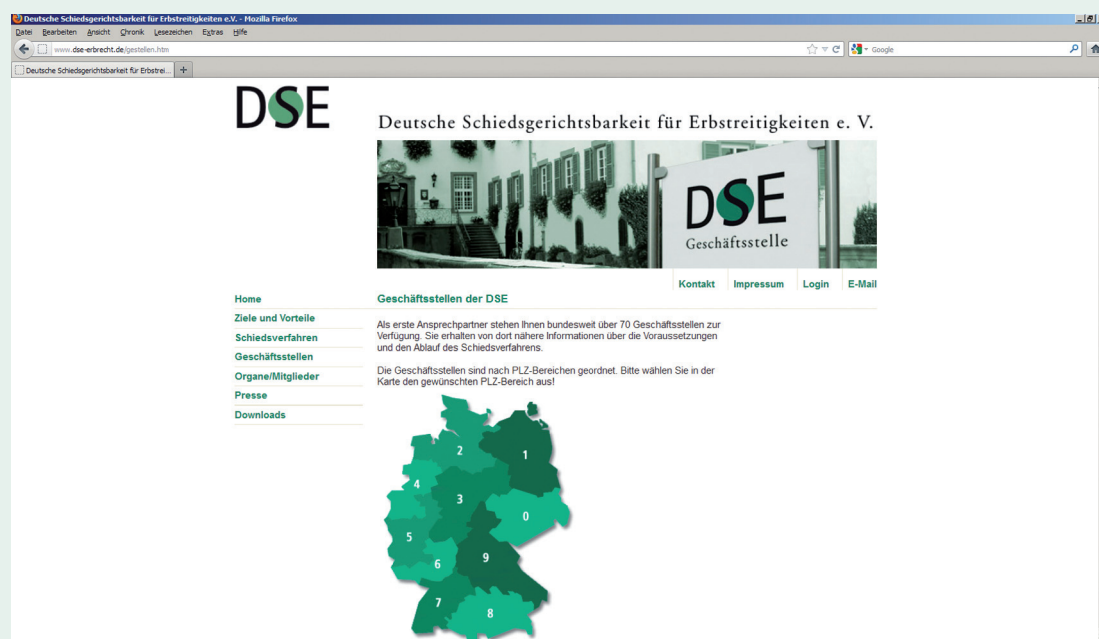 Deutsche Schiedsgerichtsbarkeit für Erbstreitigkeiten e.V. - Mozilla Firefox
Datei Bearbeiten Ansicht Chronik Lesezeichen Extras Hilfe
www.dse-erbrecht.de/gestellen.htm
Google
Deutsche Schiedsgerichtsbarkeit für Erbstrei...
DSE
Deutsche Schiedsgerichtsbarkeit für Erbstreitigkeiten e. V.
DSE
Geschäftsstelle
Kontakt Impressum Login E-Mail
Home
Ziele und Vorteile
Schiedsverfahren
Geschäftsstellen
Organe/Mitglieder
Presse
Downloads
Geschäftsstellen der DSE
Als erste Ansprechpartner stehen Ihnen bundesweit über 70 Geschäftsstellen zur
Verfügung. Sie erhalten von dort nähere Informationen über die Voraussetzungen
und den Ablauf des Schiedsverfahrens.
Die Geschäftsstellen sind nach PLZ-Bereichen geordnet. Bitte wählen Sie in der
Karte den gewünschten PLZ-Bereich aus!
2
1
4
3
0
5
6
9
7
8